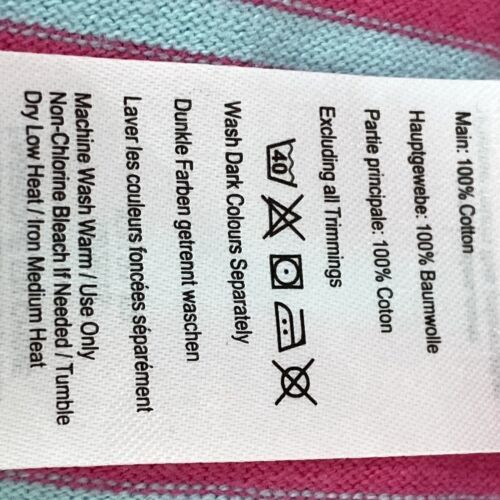 Main: 100% Cotton
Hauptgewebe: 100% Baumwolle
Partie principale: 100% Coton
Excluding all Trimmings
40
Wash Dark Colours Separately
Dunkle Farben getrennt waschen
Laver les couleurs foncées séparément
Machine Wash Warm / Use Only
Non-Chlorine Bleach If Needed / Tumble
Dry Low Heat / Iron Medium Heat